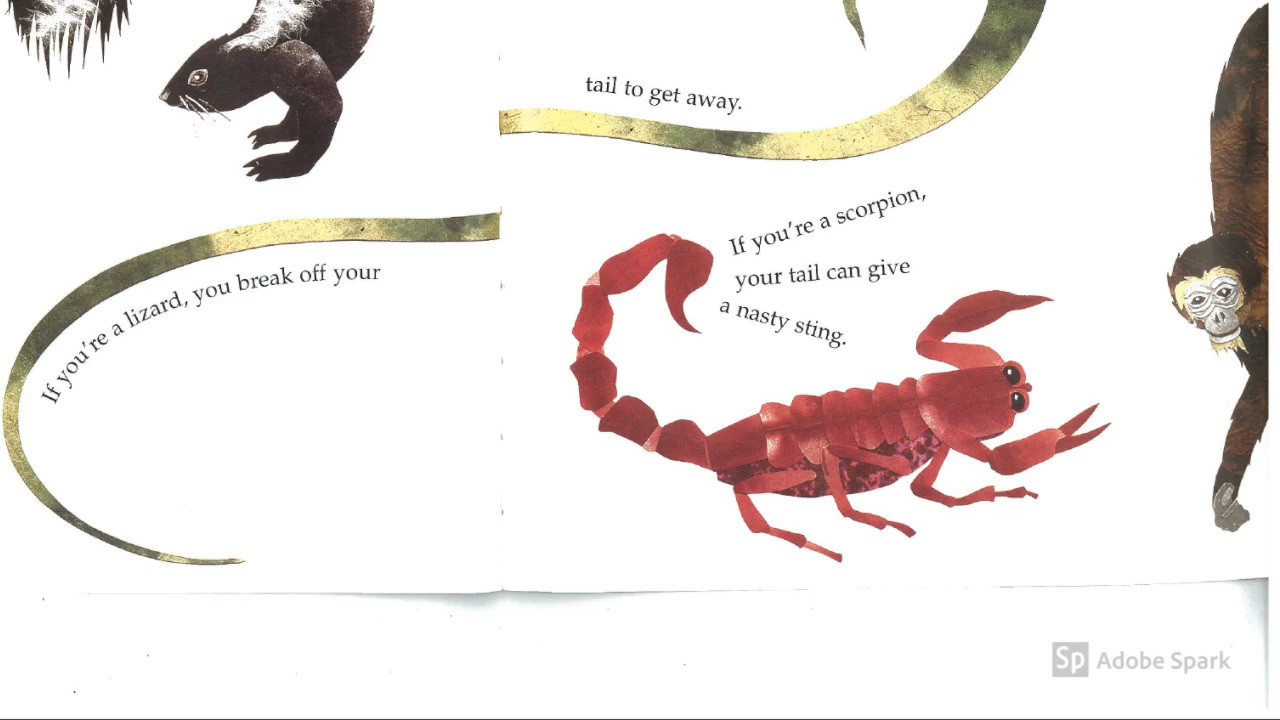 If you're a lizard, you break off your
tail to get away.
If you're a scorpion,
your tail can give
a nasty sting.
Sp Adobe Spark